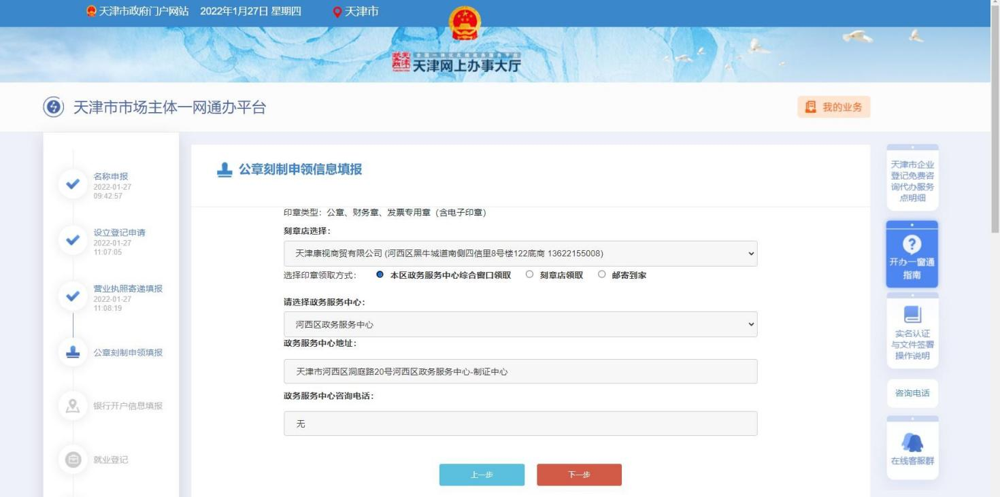 天津市政府门户网站 2022年1月27日 星期四 天津市
全国一体化在线政务服务平台
天津网上办事大厅
天津市市场主体一网通办平台
我的业务
名称申报
2022-01-27
09:42:57
设立登记申请
2022-01-27
11:07:05
营业执照寄递填报
2022-01-27
11:08:19
公章刻制申领填报
银行开户信息填报
就业登记
公章刻制申领信息填报
印章类型：公章、财务章、发票专用章（含电子印章）
刻章店选择：
天津康视商贸有限公司 (河西区黑牛城道南侧四信里8号楼122底商 13622155008)
选择印章领取方式： 本区政务服务中心综合窗口领取 刻章店领取 邮寄到家
请选择政务服务中心：
河西区政务服务中心
政务服务中心地址：
天津市河西区洞庭路20号河西区政务服务中心-制证中心
政务服务中心咨询电话：
无
上一步 下一步
天津市企业
登记免费咨
询代办服务
点明细
开办一窗通
指南
实名认证
与文件签署
操作说明
咨询电话
在线客服群